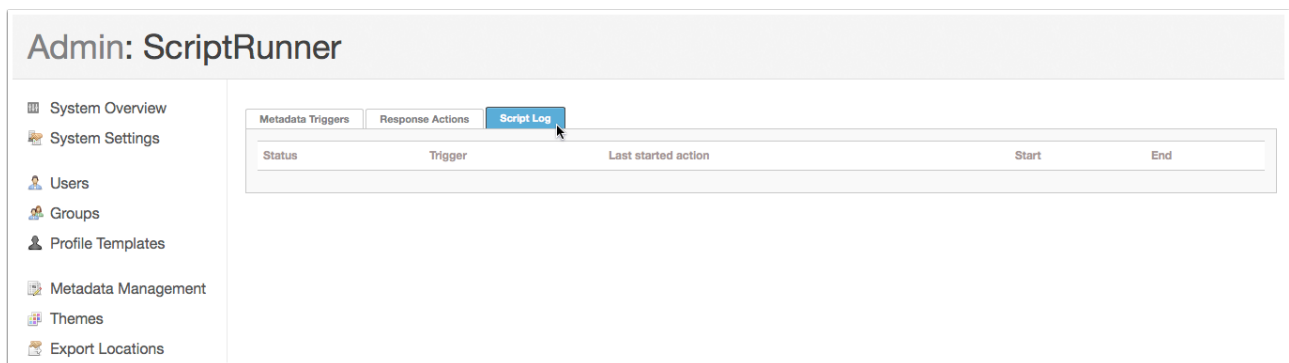 Admin: ScriptRunner
System Overview
System Settings
Users
Groups
Profile Templates
Metadata Management
Themes
Export Locations
Metadata Triggers Response Actions Script Log
Status Trigger Last started action Start End